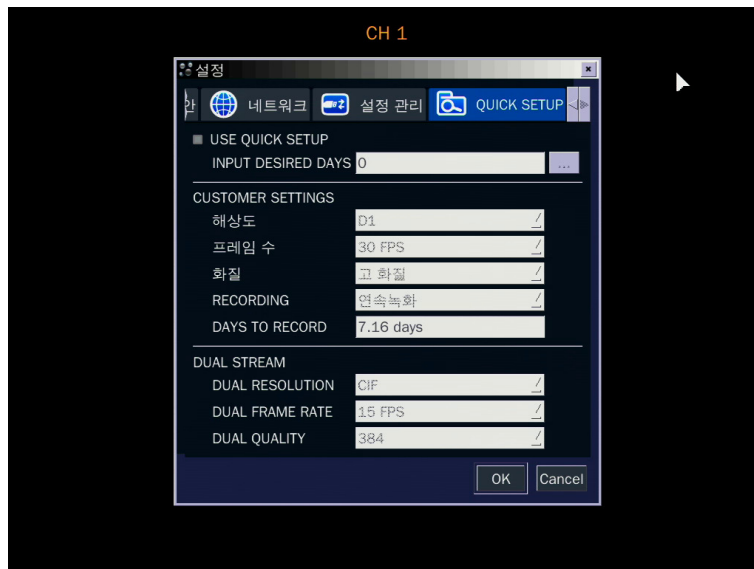 CH 1
설정
안 네트워크 설정 관리 QUICK SETUP
USE QUICK SETUP
INPUT DESIRED DAYS 0 ...
CUSTOMER SETTINGS
해상도 D1
프레임 수 30 FPS
화질 고 화질
RECORDING 연속녹화
DAYS TO RECORD 7.16 days
DUAL STREAM
DUAL RESOLUTION CIF
DUAL FRAME RATE 15 FPS
DUAL QUALITY 384
OK Cancel